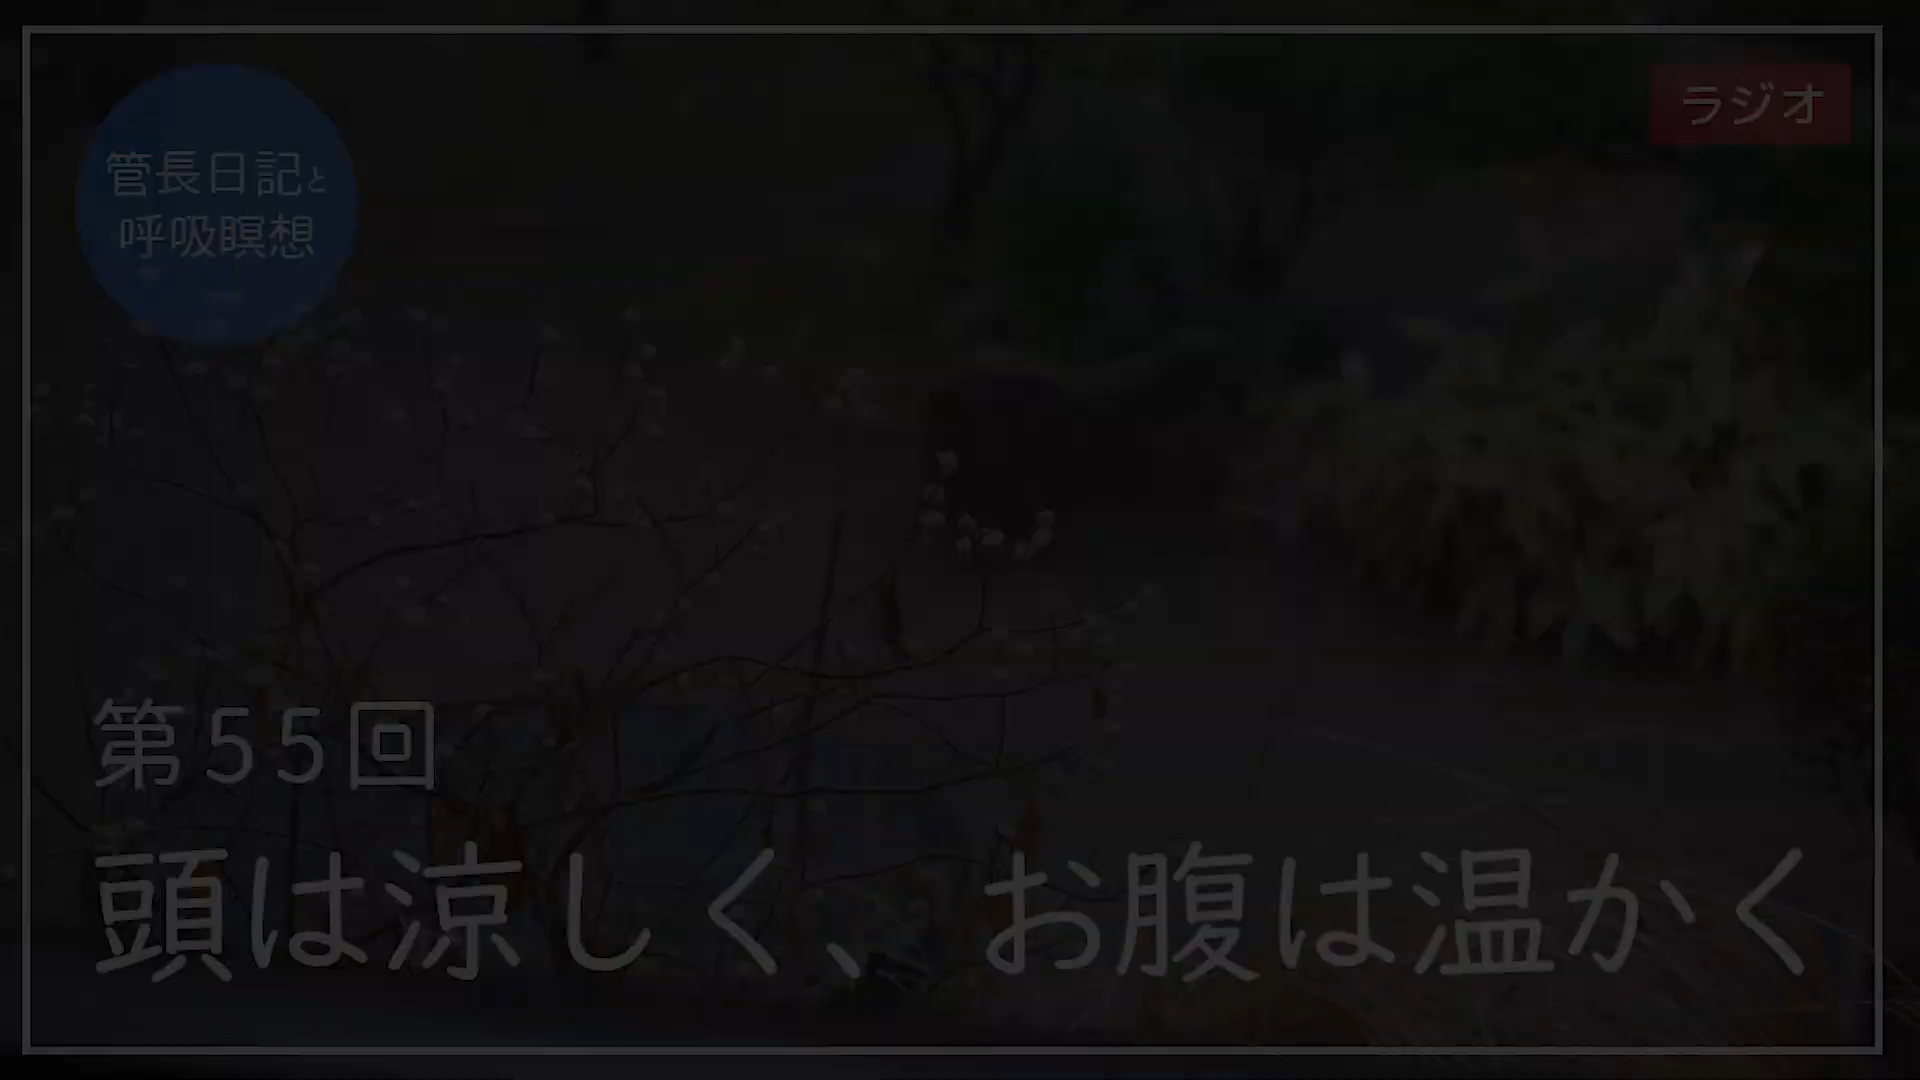 管長日記と
呼吸瞑想
ラジオ
第55回
頭は涼しく、お腹は温かく